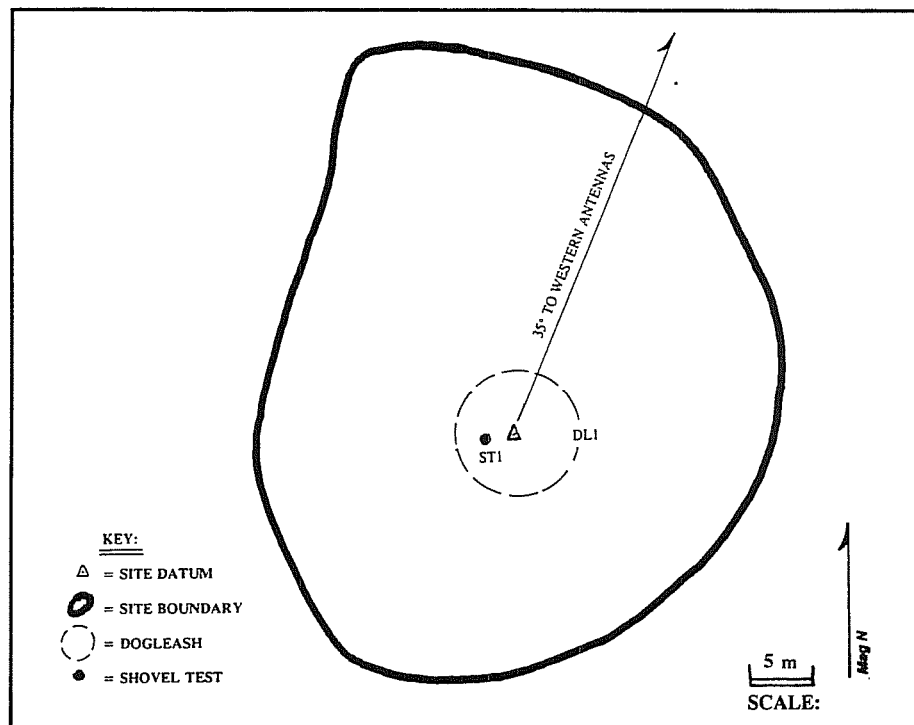 35° TO WESTERN ANTENNAS
DL1
ST1
KEY:
= SITE DATUM
= SITE BOUNDARY
= DOGLEASH
= SHOVEL TEST
Mag N
5 m
SCALE: